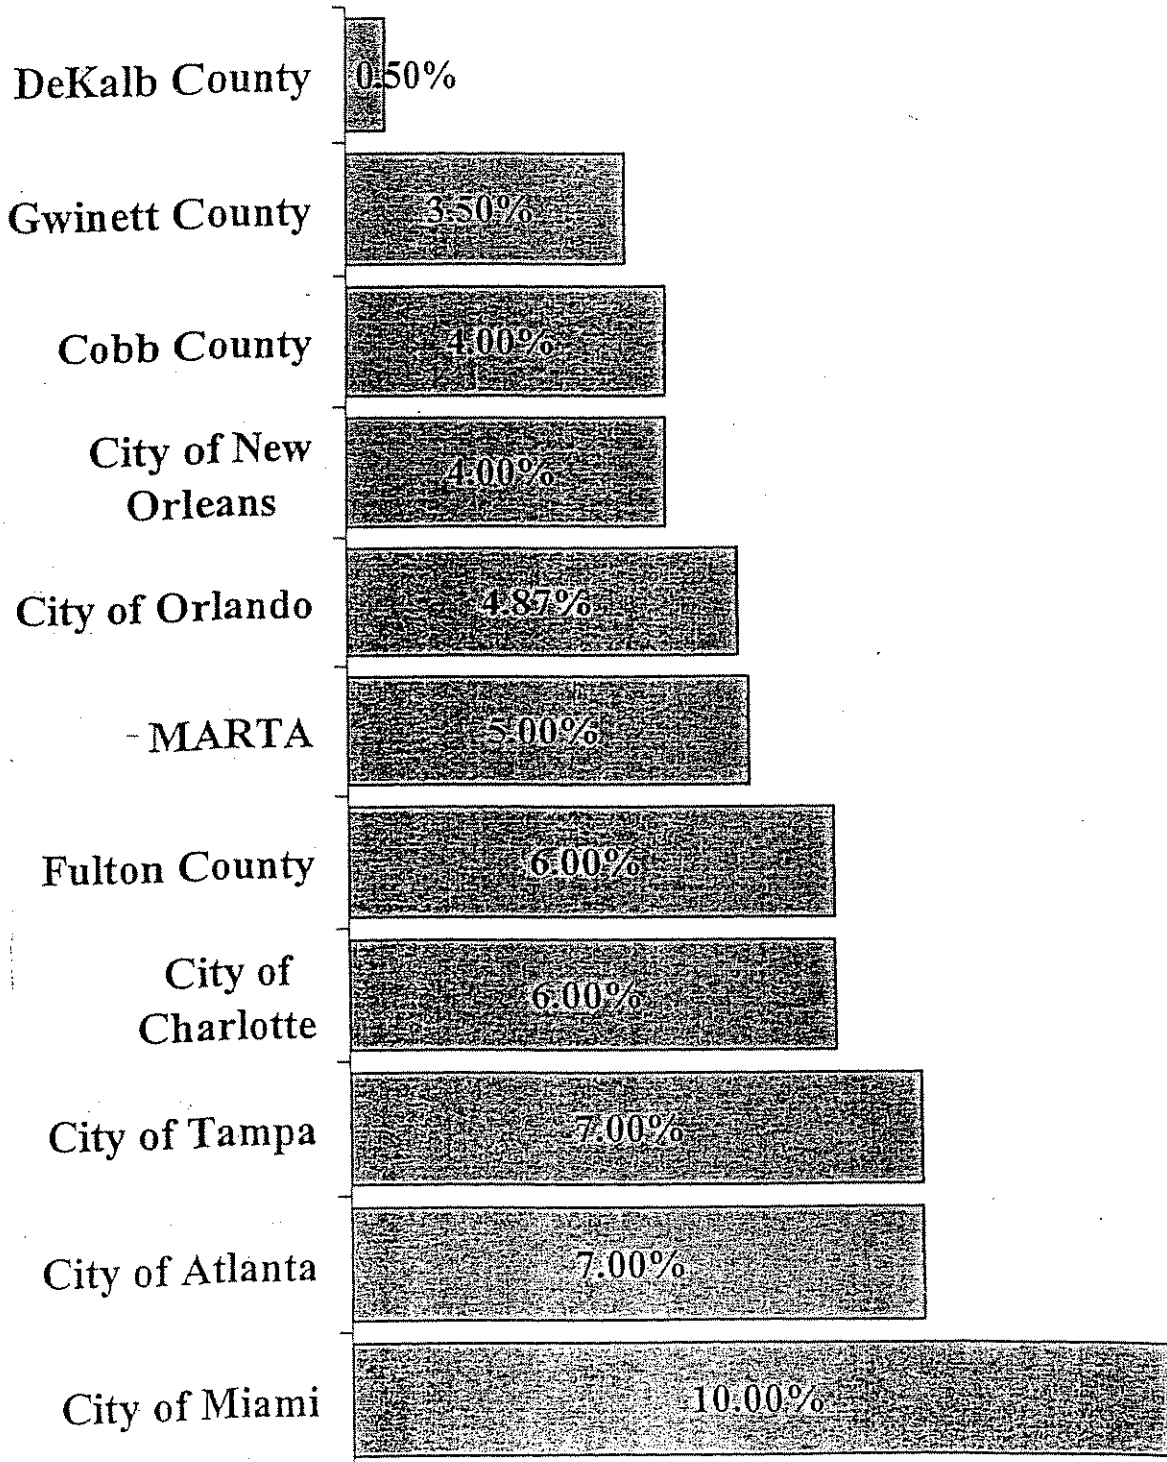 DeKalb County 0.50%
Gwinett County 3.50%
Cobb County 4.00%
City of New
Orleans 4.00%
City of Orlando 4.87%
MARTA 5.00%
Fulton County 6.00%
City of
Charlotte 6.00%
City of Tampa 7.00%
City of Atlanta 7.00%
City of Miami 10.00%